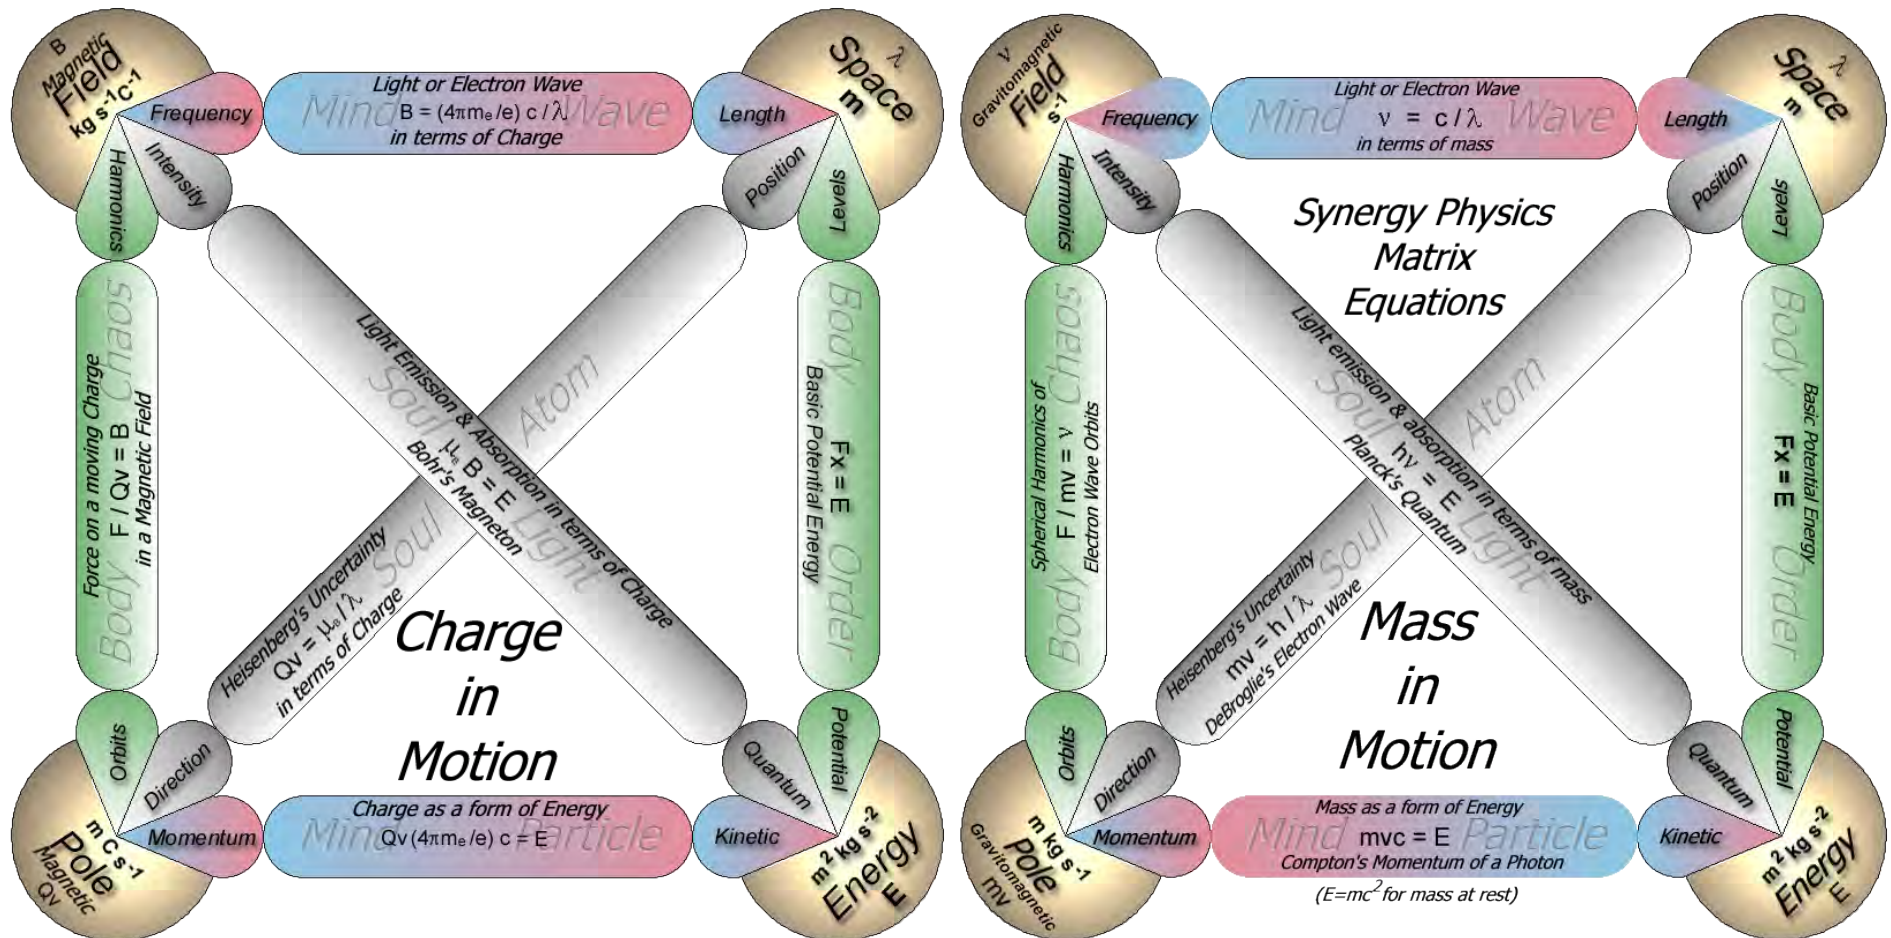 B
Magnetic
Field
kg s⁻¹C⁻¹
Frequency
Intensity
Harmonics
Light or Electron Wave
Mind Wave
B = (4πmₑ/e) c / λ
in terms of Charge
Length
Position
Levels
λ
Space
m
Force on a moving Charge
Body Chaos
F / Qv = B
in a Magnetic Field
Light Emission & Absorption in terms of Charge
Soul Light
μ_B B = E
Bohr's Magneton
Atom
Soul
Heisenberg's Uncertainty
Qv = μ_B / λ
in terms of Charge
Body Order
Fx = E
Basic Potential Energy
Charge
in
Motion
Orbits
Direction
Momentum
m C s⁻¹
Pole
Magnetic
Qv
Charge as a form of Energy
Mind Particle
Qv (4πmₑ/e) c = E
Kinetic
Quantum
Potential
m² kg s⁻²
Energy
E
ν
Gravitomagnetic
Field
s⁻¹
Frequency
Intensity
Harmonics
Light or Electron Wave
Mind Wave
ν = c / λ
in terms of mass
Length
Position
Levels
λ
Space
m
Synergy Physics
Matrix
Equations
Spherical Harmonics of
Body Chaos
F / mv = ν
Electron Wave Orbits
Light emission & absorption in terms of mass
Soul Light
hν = E
Planck's Quantum
Atom
Soul
Heisenberg's Uncertainty
mv = h / λ
DeBroglie's Electron Wave
Basic Potential Energy
Body Order
Fx = E
Mass
in
Motion
Orbits
Direction
Momentum
m kg s⁻¹
Pole
Gravitomagnetic
mv
Mass as a form of Energy
Mind Particle
mvc = E
Compton's Momentum of a Photon
(E=mc² for mass at rest)
Kinetic
Quantum
Potential
m² kg s⁻²
Energy
E